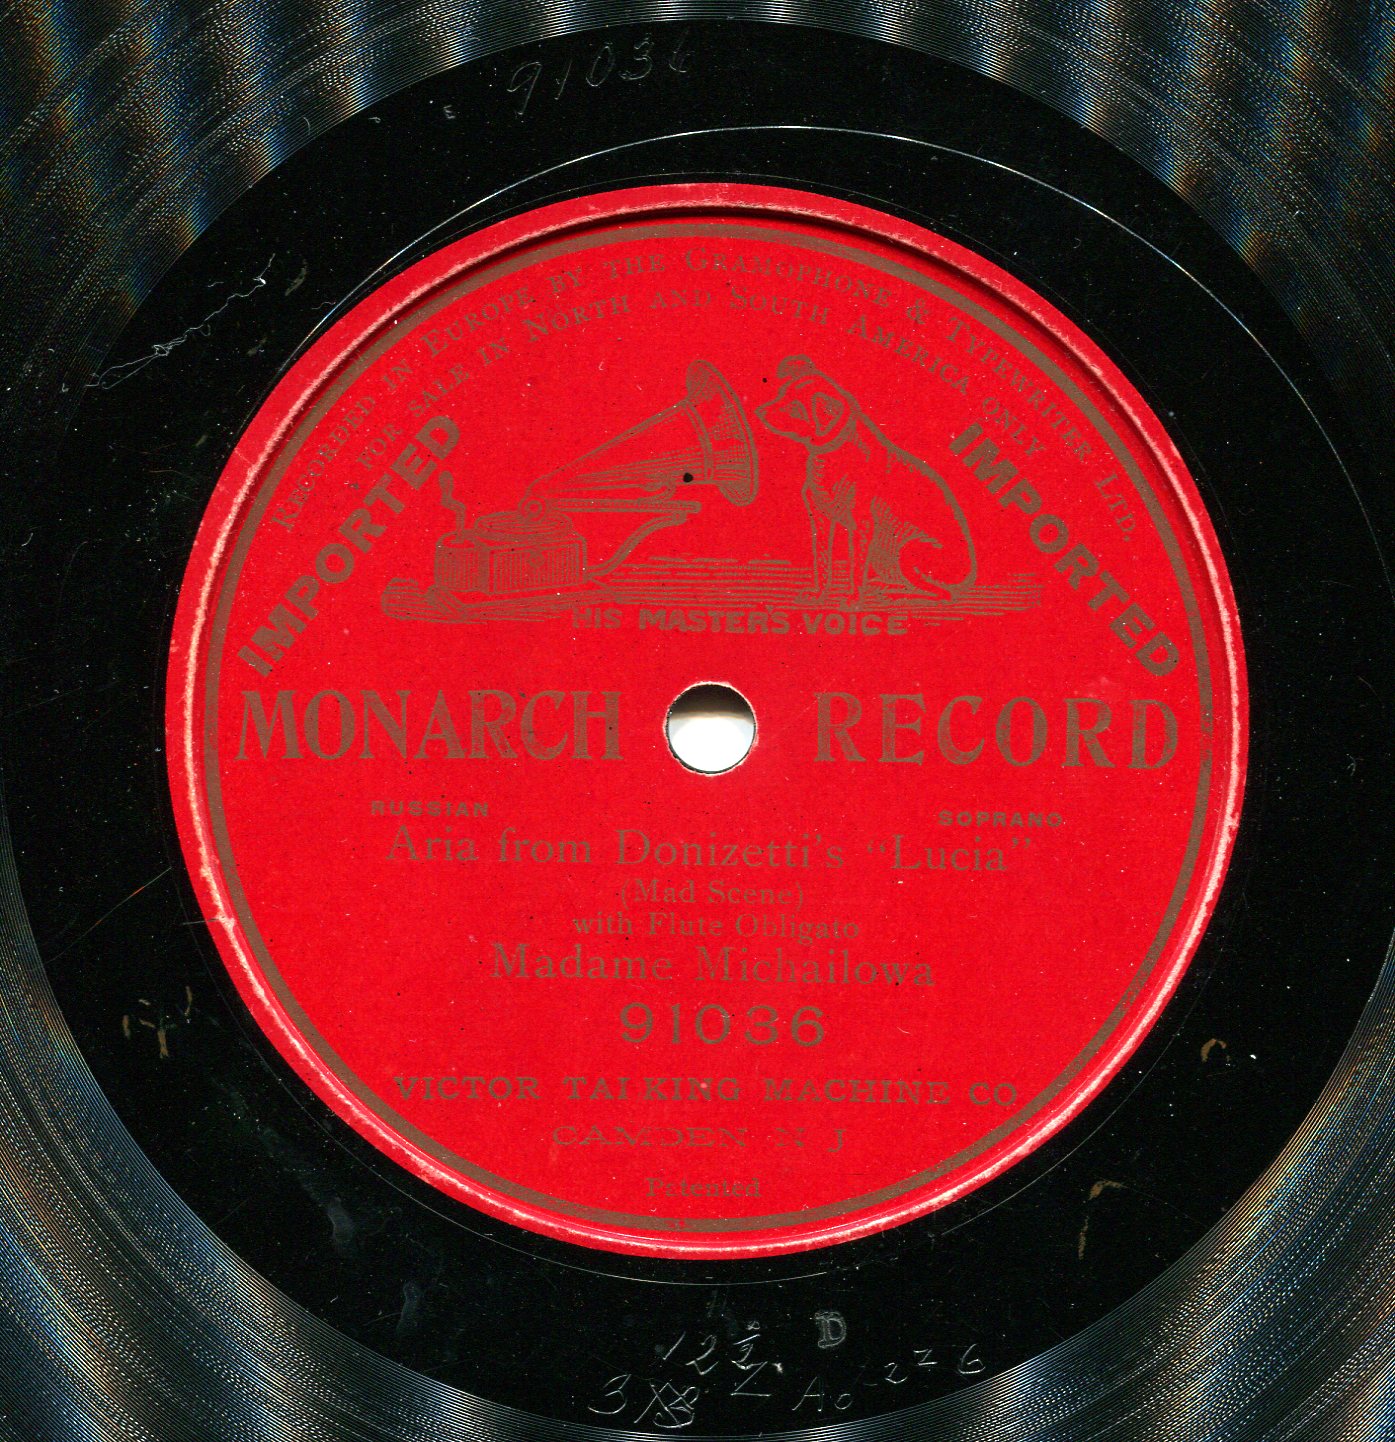 91036
RECORDED IN EUROPE BY THE GRAMOPHONE & TYPEWRITER LTD.
FOR SALE IN NORTH AND SOUTH AMERICA ONLY
IMPORTED
IMPORTED
HIS MASTER'S VOICE
MONARCH RECORD
RUSSIAN SOPRANO
Aria from Donizetti's "Lucia"
(Mad Scene)
with Flute Obligato
Madame Michailowa
91036
VICTOR TALKING MACHINE CO
CAMDEN N J
Patented
D